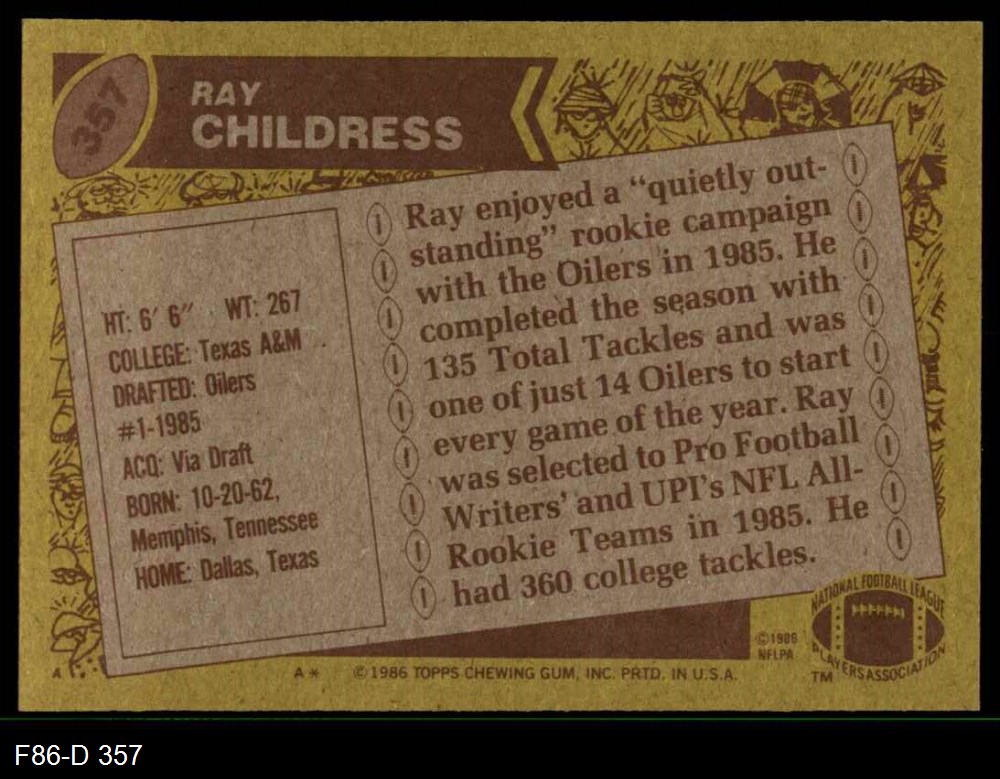 357
RAY
CHILDRESS
HT: 6′ 6″ WT: 267
COLLEGE: Texas A&M
DRAFTED: Oilers
#1-1985
ACQ: Via Draft
BORN: 10-20-62,
Memphis, Tennessee
HOME: Dallas, Texas
Ray enjoyed a “quietly out-
standing” rookie campaign
with the Oilers in 1985. He
completed the season with
135 Total Tackles and was
one of just 14 Oilers to start
every game of the year. Ray
was selected to Pro Football
Writers’ and UPI’s NFL All-
Rookie Teams in 1985. He
had 360 college tackles.
©1986
NFLPA
NATIONAL FOOTBALL LEAGUE
PLAYERS ASSOCIATION
TM
A
A* ©1986 TOPPS CHEWING GUM, INC. PRTD. IN U.S.A.
F86-D 357